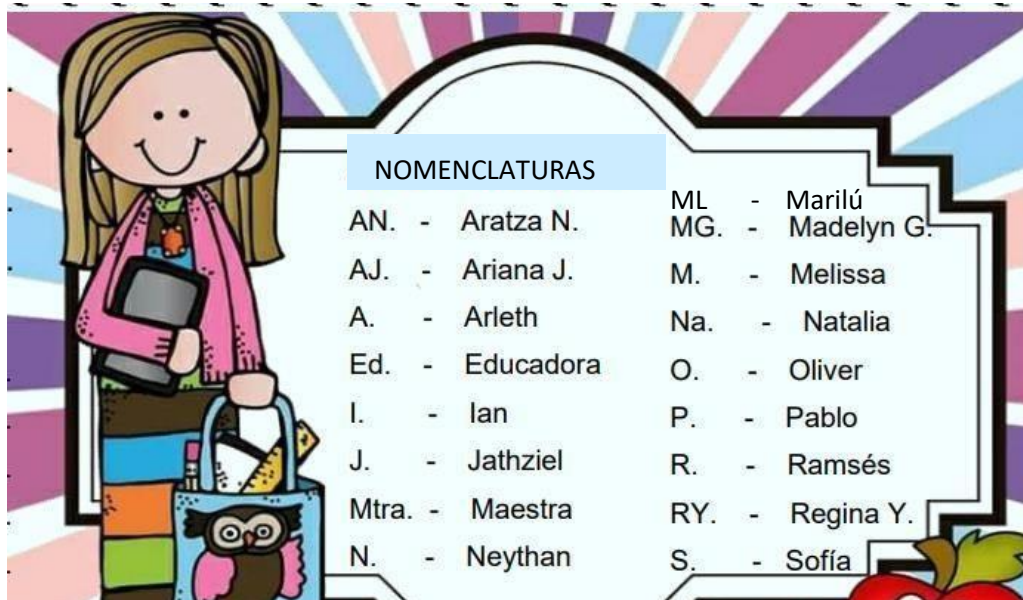 NOMENCLATURAS
AN. - Aratza N.
AJ. - Ariana J.
A. - Arleth
Ed. - Educadora
I. - Ian
J. - Jathziel
Mtra. - Maestra
N. - Neythan
ML - Marilú
MG. - Madelyn G.
M. - Melissa
Na. - Natalia
O. - Oliver
P. - Pablo
R. - Ramsés
RY. - Regina Y.
S. - Sofía